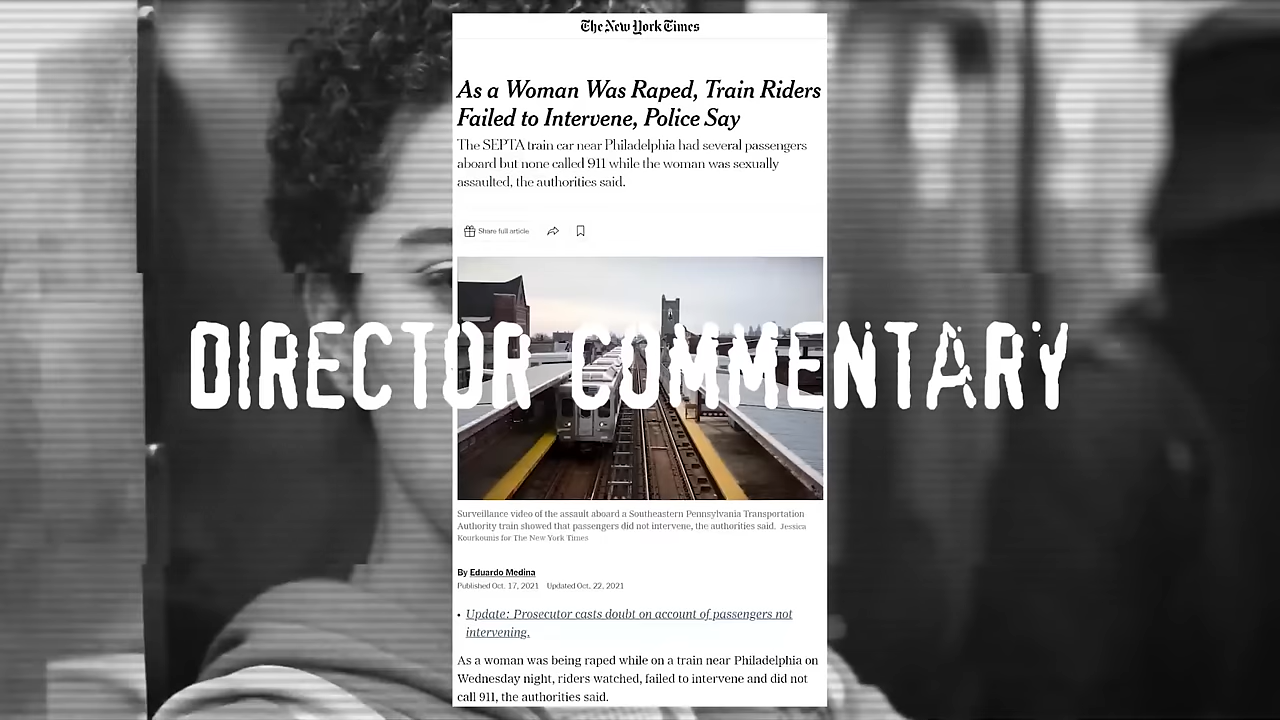 The New York Times
As a Woman Was Raped, Train Riders
Failed to Intervene, Police Say
The SEPTA train car near Philadelphia had several passengers
aboard but none called 911 while the woman was sexually
assaulted, the authorities said.
Share full article
DIRECTOR COMMENTARY
Surveillance video of the assault aboard a Southeastern Pennsylvania Transportation
Authority train showed that passengers did not intervene, the authorities said. Jessica
Kourkounis for The New York Times
By Eduardo Medina
Published Oct. 17, 2021 Updated Oct. 22, 2021
• Update: Prosecutor casts doubt on account of passengers not
intervening.
As a woman was being raped while on a train near Philadelphia on
Wednesday night, riders watched, failed to intervene and did not
call 911, the authorities said.